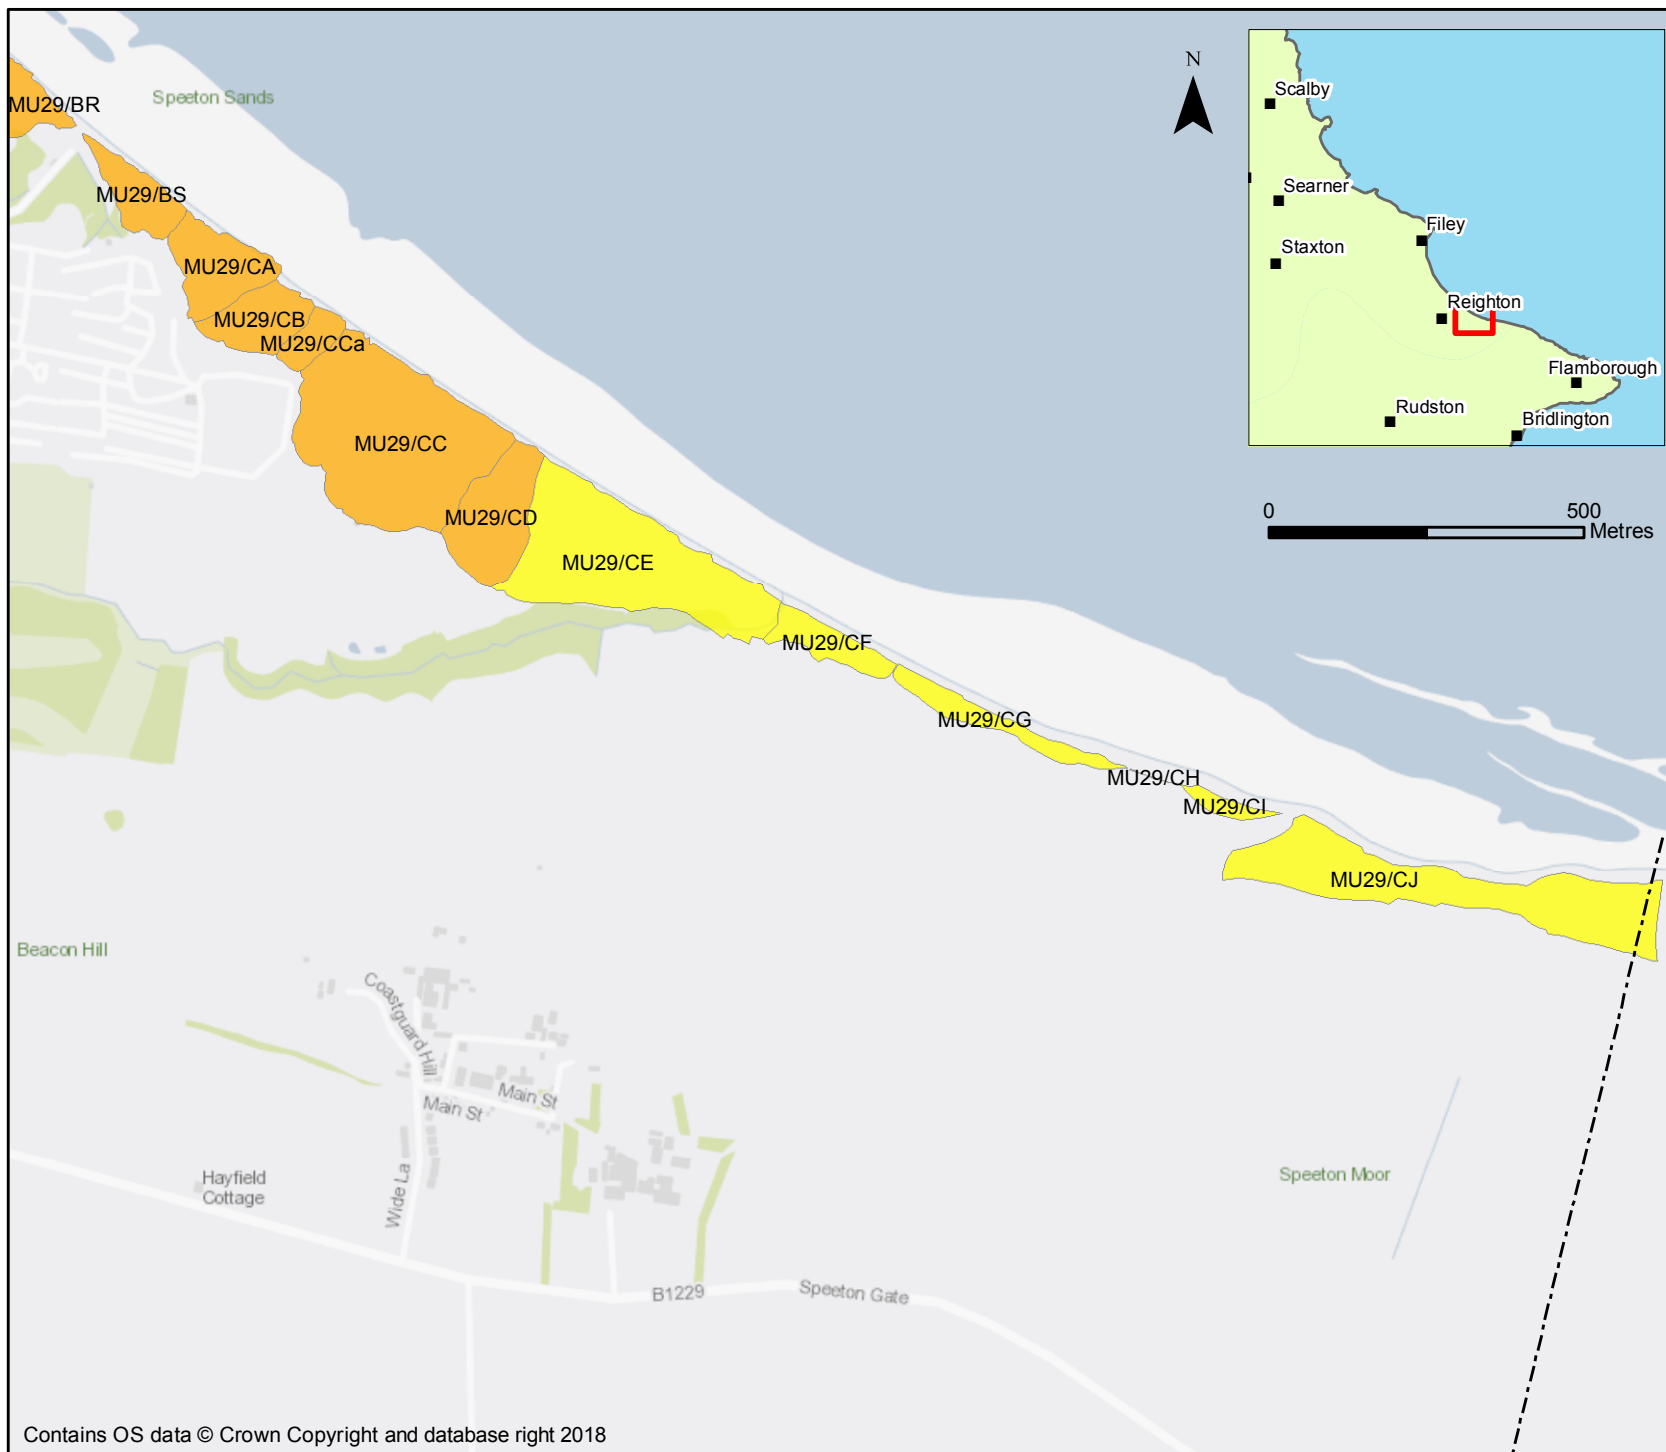 MU29/BR
Speeton Sands
MU29/BS
MU29/CA
MU29/CB
MU29/CCa
MU29/CC
MU29/CD
MU29/CE
MU29/CF
MU29/CG
MU29/CH
MU29/CI
MU29/CJ
N
Scalby
Searner
Filey
Staxton
Reighton
Flamborough
Rudston
Bridlington
0 500
Metres
Beacon Hill
Coastguard Hill
Main St
Main St
Wide La
Hayfield
Cottage
Speeton Moor
B1229
Speeton Gate
Contains OS data © Crown Copyright and database right 2018